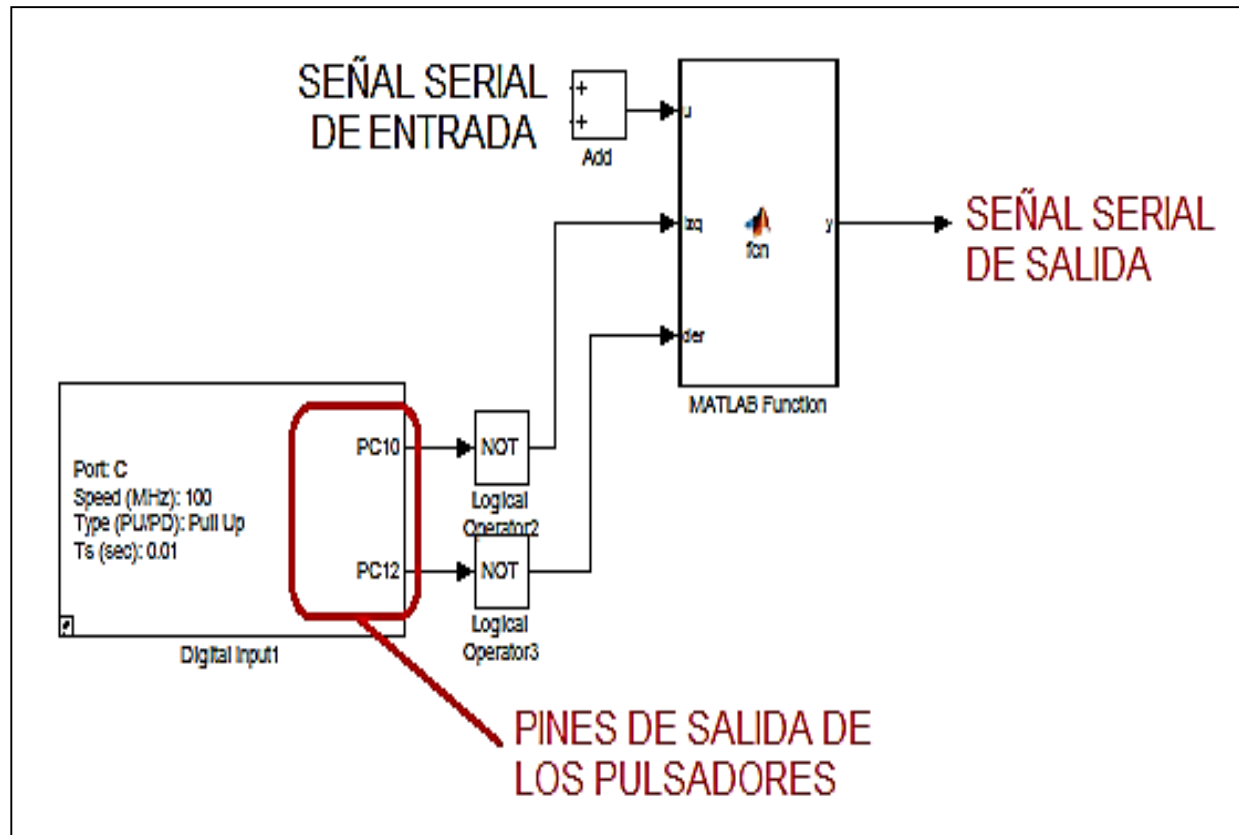 SEÑAL SERIAL
DE ENTRADA
+
+
Add
u
izq
der
fcn
y
MATLAB Function
SEÑAL SERIAL
DE SALIDA
Port: C
Speed (MHz): 100
Type (PU/PD): Pull Up
Ts (sec): 0.01
PC10
PC12
Digital Input1
NOT
Logical
Operator2
NOT
Logical
Operator3
PINES DE SALIDA DE
LOS PULSADORES